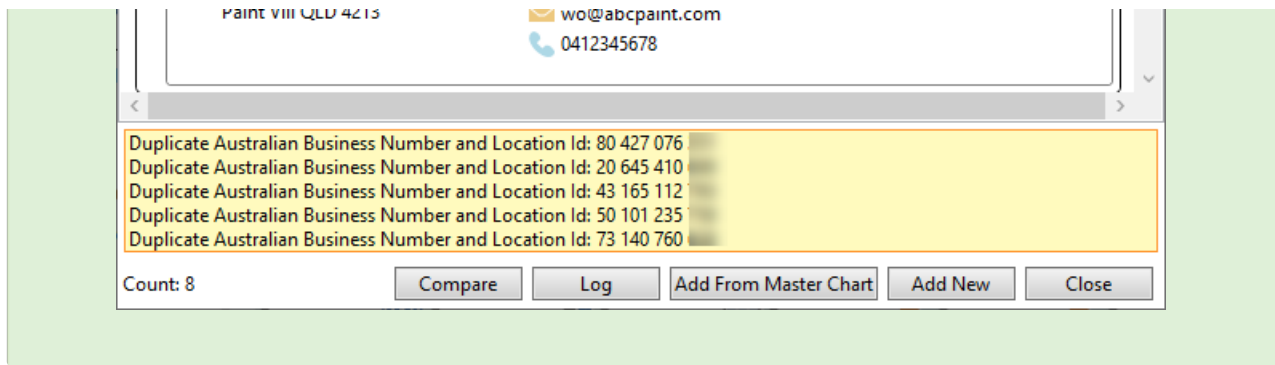 Paint Vill QLD 4213
wo@abcpaint.com
0412345678
Duplicate Australian Business Number and Location Id: 80 427 076
Duplicate Australian Business Number and Location Id: 20 645 410
Duplicate Australian Business Number and Location Id: 43 165 112
Duplicate Australian Business Number and Location Id: 50 101 235
Duplicate Australian Business Number and Location Id: 73 140 760
Count: 8
Compare
Log
Add From Master Chart
Add New
Close